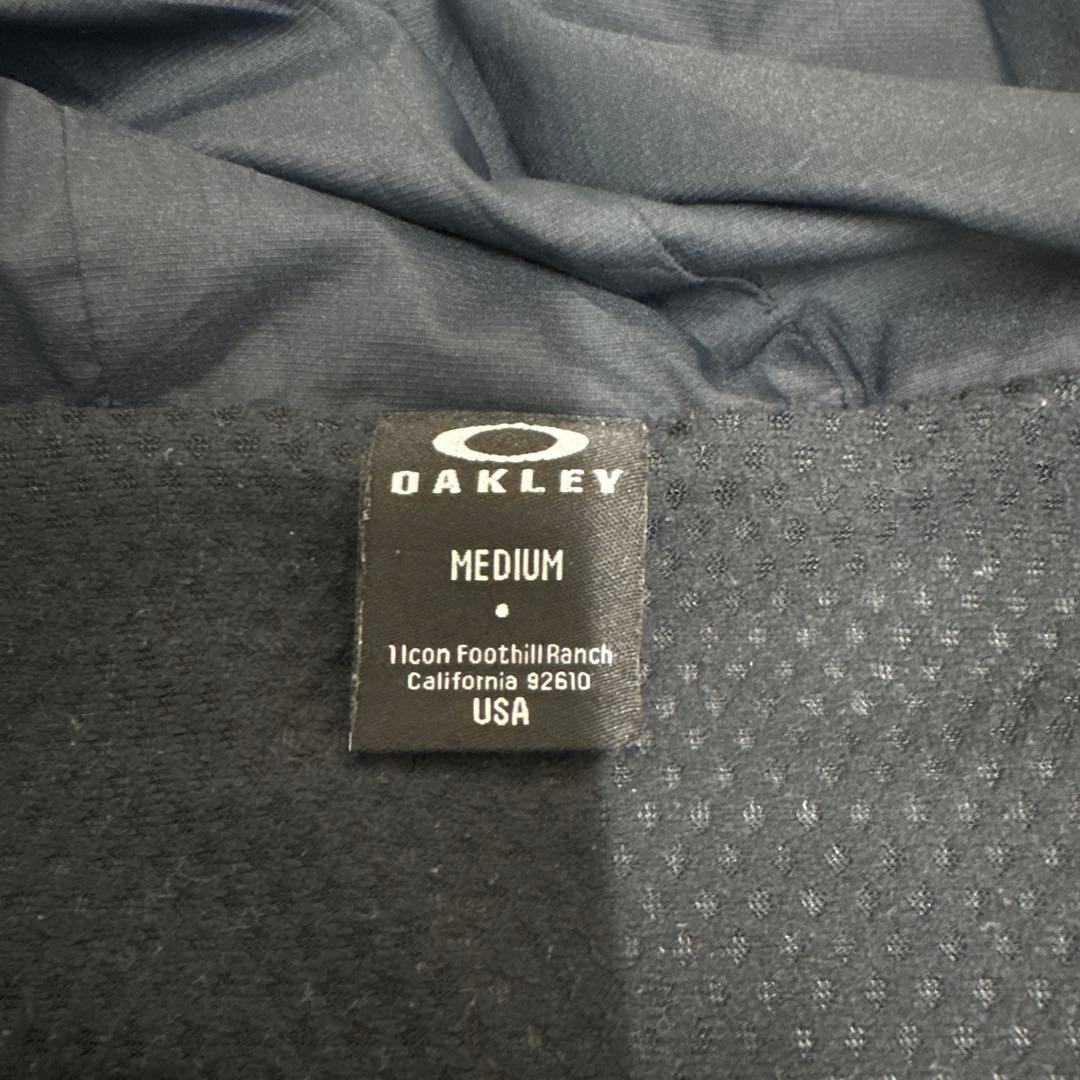 OAKLEY
MEDIUM
1 Icon Foothill Ranch
California 92610
USA